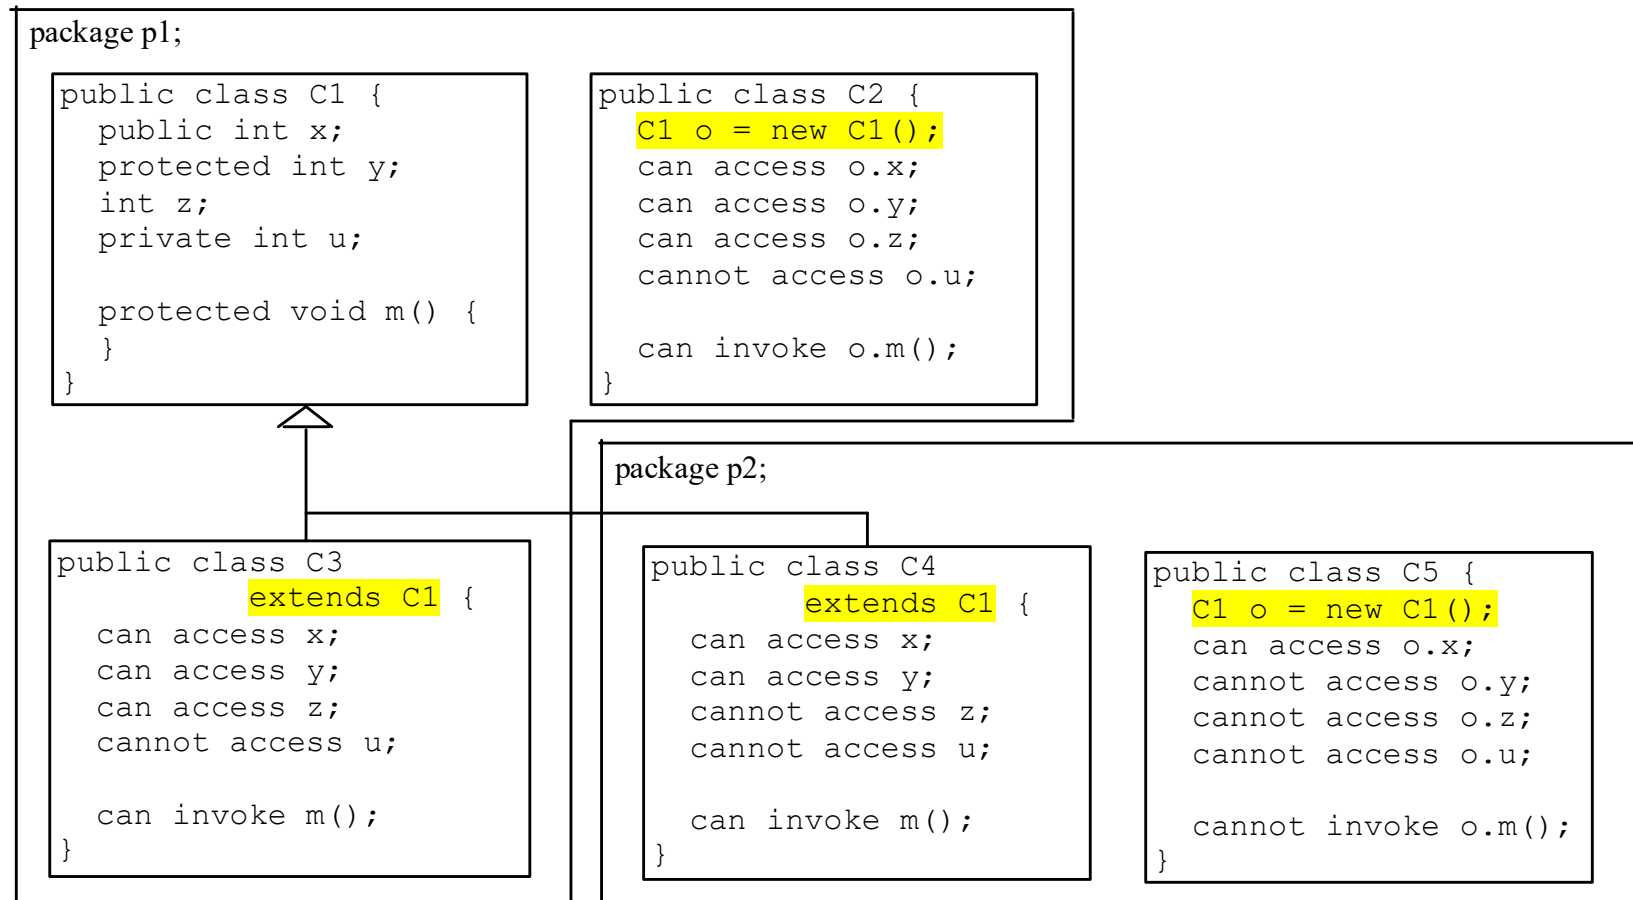 package p1;
public class C1 {
public int x;
protected int y;
int z;
private int u;
protected void m() {
}
}
public class C2 {
C1 o = new C1();
can access o.x;
can access o.y;
can access o.z;
cannot access o.u;
can invoke o.m();
}
package p2;
public class C3
extends C1 {
can access x;
can access y;
can access z;
cannot access u;
can invoke m();
}
public class C4
extends C1 {
can access x;
can access y;
cannot access z;
cannot access u;
can invoke m();
}
public class C5 {
C1 o = new C1();
can access o.x;
cannot access o.y;
cannot access o.z;
cannot access o.u;
cannot invoke o.m();
}